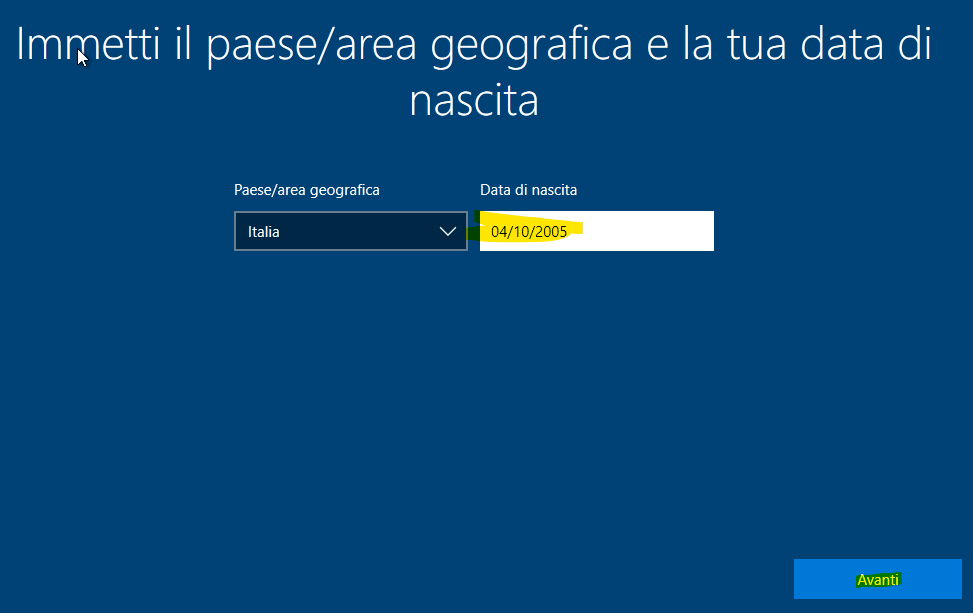 Immetti il paese/area geografica e la tua data di
nascita
Paese/area geografica
Data di nascita
Italia
04/10/2005
Avanti